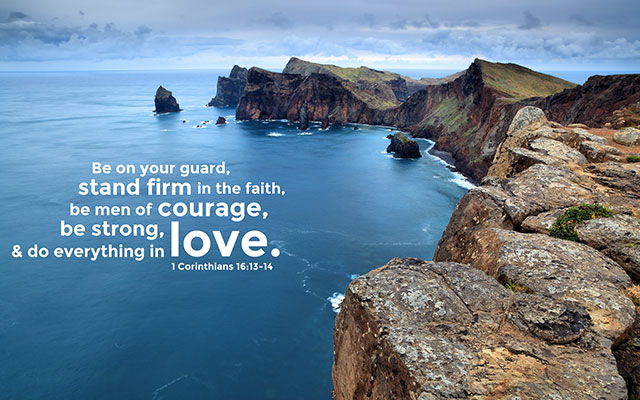 Be on your guard,
stand firm in the faith,
be men of courage,
be strong,
& do everything in love.
1 Corinthians 16:13-14